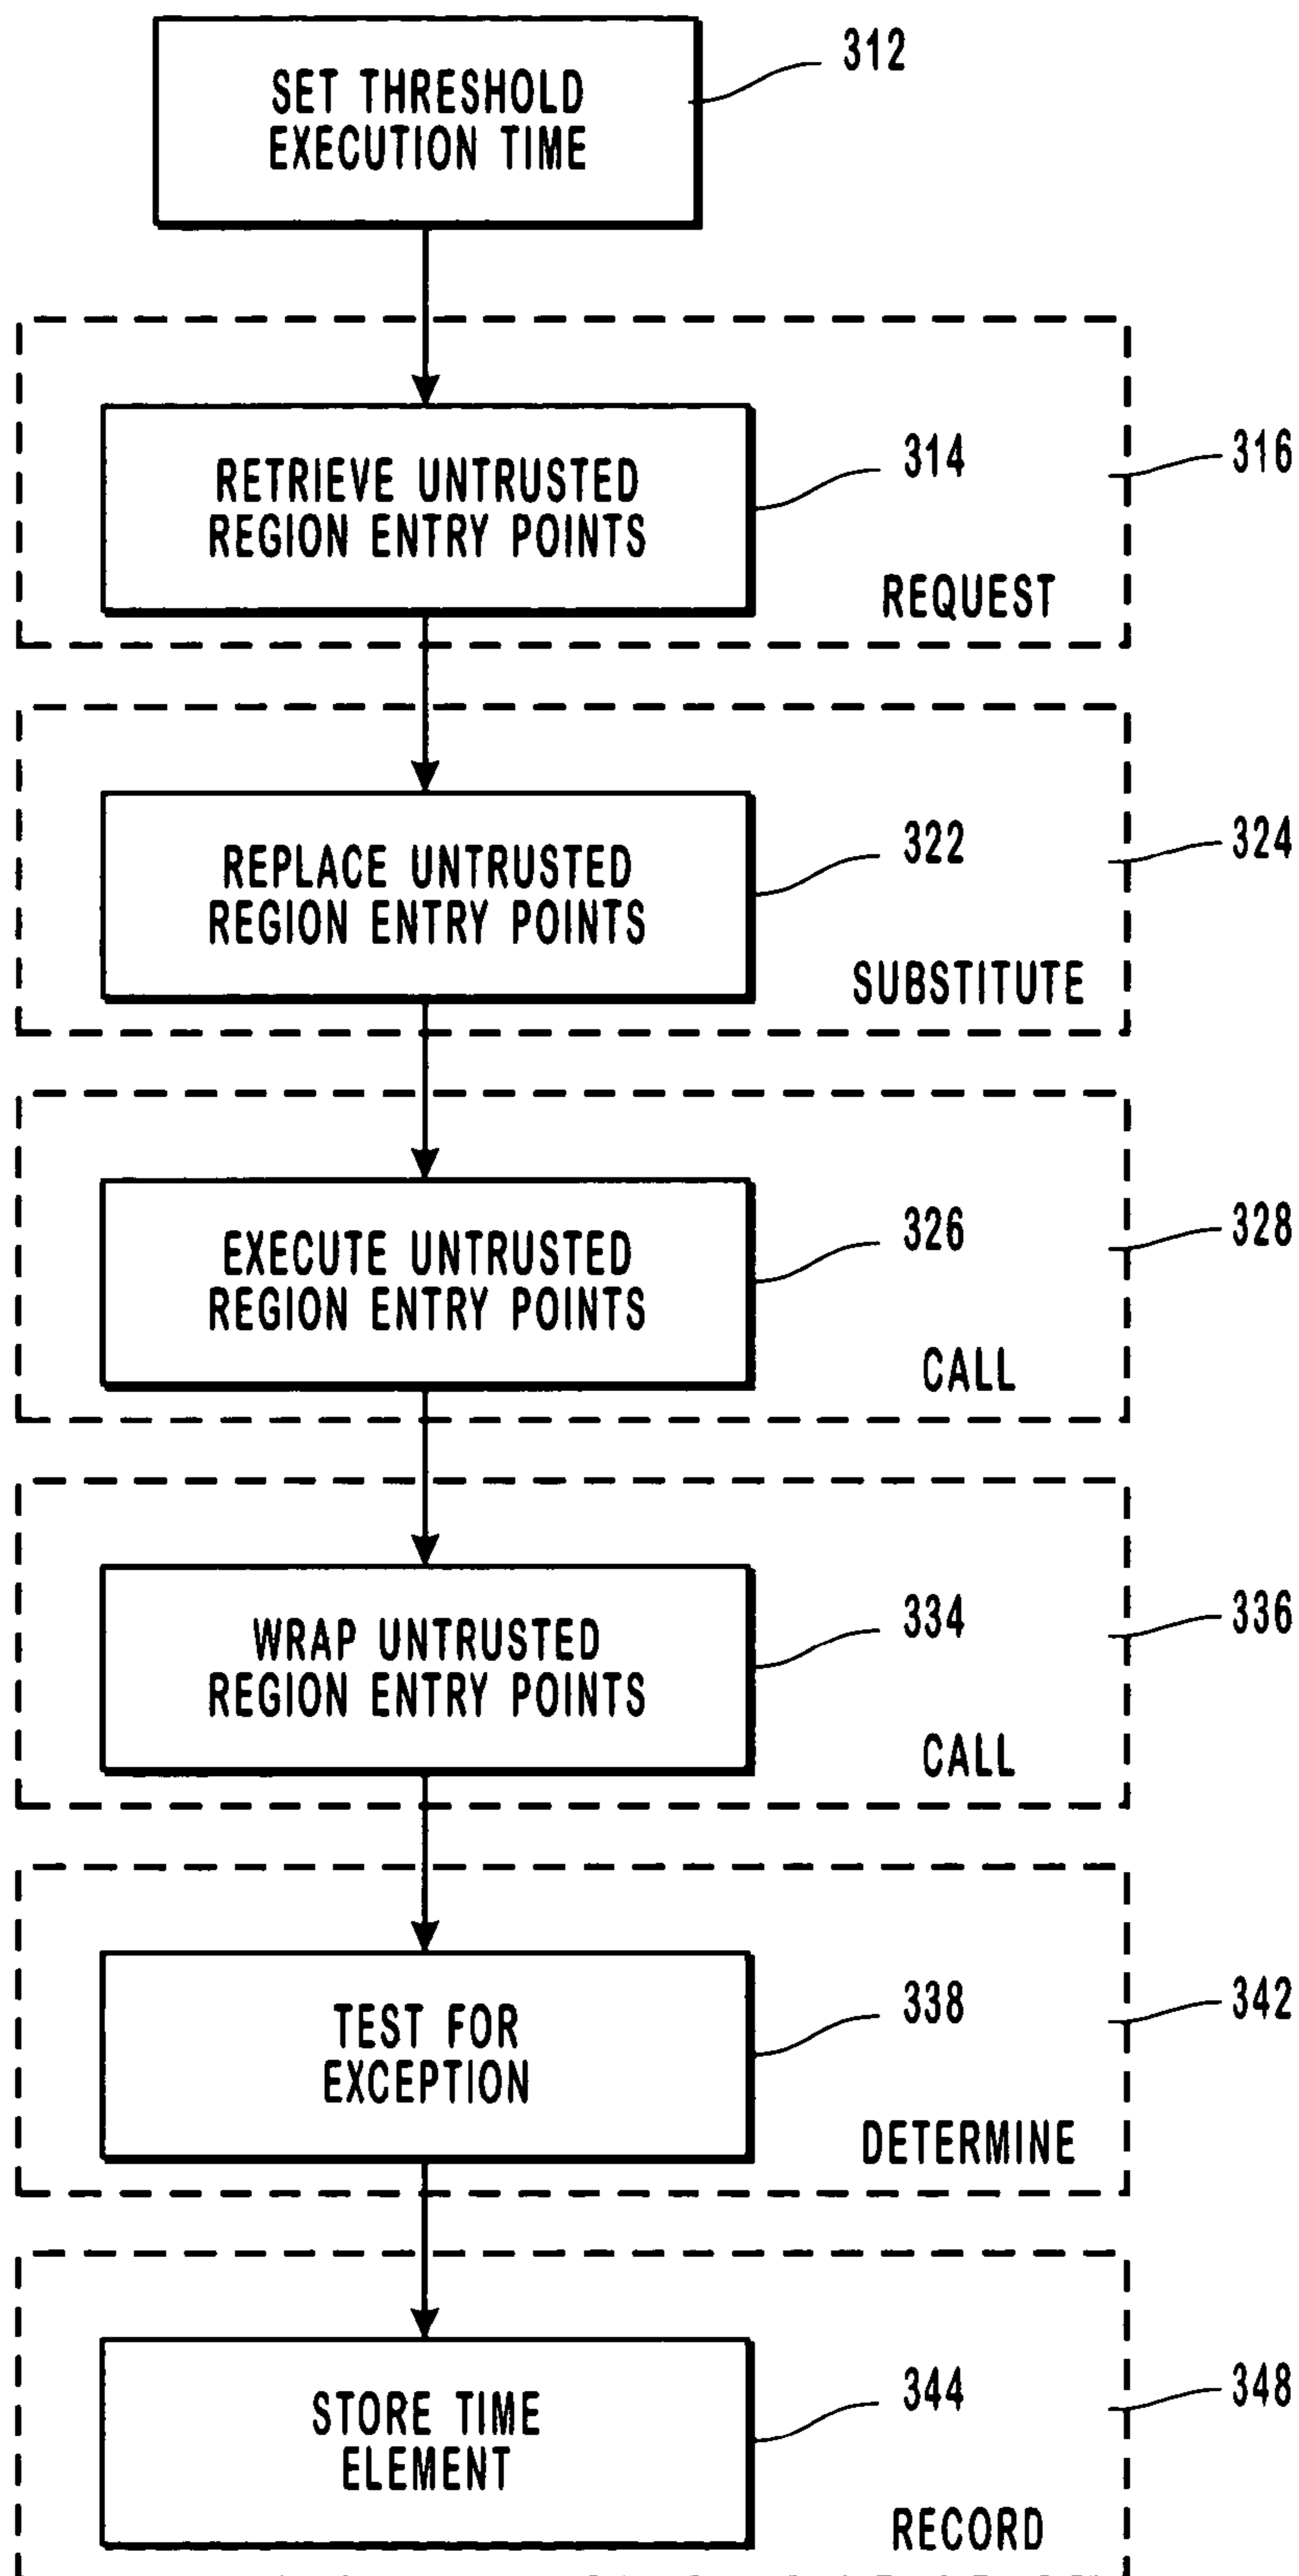 SET THRESHOLD
EXECUTION TIME
312
RETRIEVE UNTRUSTED
REGION ENTRY POINTS
314
316
REQUEST
REPLACE UNTRUSTED
REGION ENTRY POINTS
322
324
SUBSTITUTE
EXECUTE UNTRUSTED
REGION ENTRY POINTS
326
328
CALL
WRAP UNTRUSTED
REGION ENTRY POINTS
334
336
CALL
TEST FOR
EXCEPTION
338
342
DETERMINE
STORE TIME
ELEMENT
344
348
RECORD